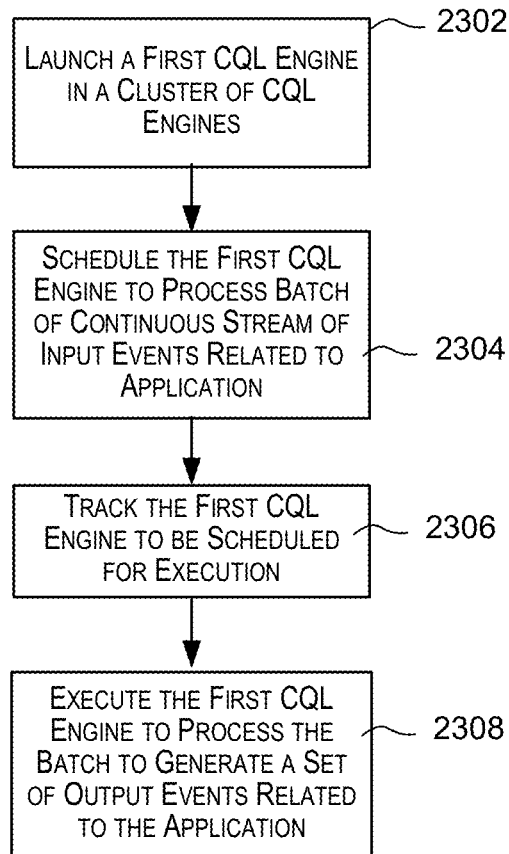 2302
LAUNCH A FIRST CQL ENGINE
IN A CLUSTER OF CQL
ENGINES
SCHEDULE THE FIRST CQL
ENGINE TO PROCESS BATCH
OF CONTINUOUS STREAM OF
INPUT EVENTS RELATED TO
APPLICATION
2304
TRACK THE FIRST CQL
ENGINE TO BE SCHEDULED
FOR EXECUTION
2306
EXECUTE THE FIRST CQL
ENGINE TO PROCESS THE
BATCH TO GENERATE A SET
OF OUTPUT EVENTS RELATED
TO THE APPLICATION
2308